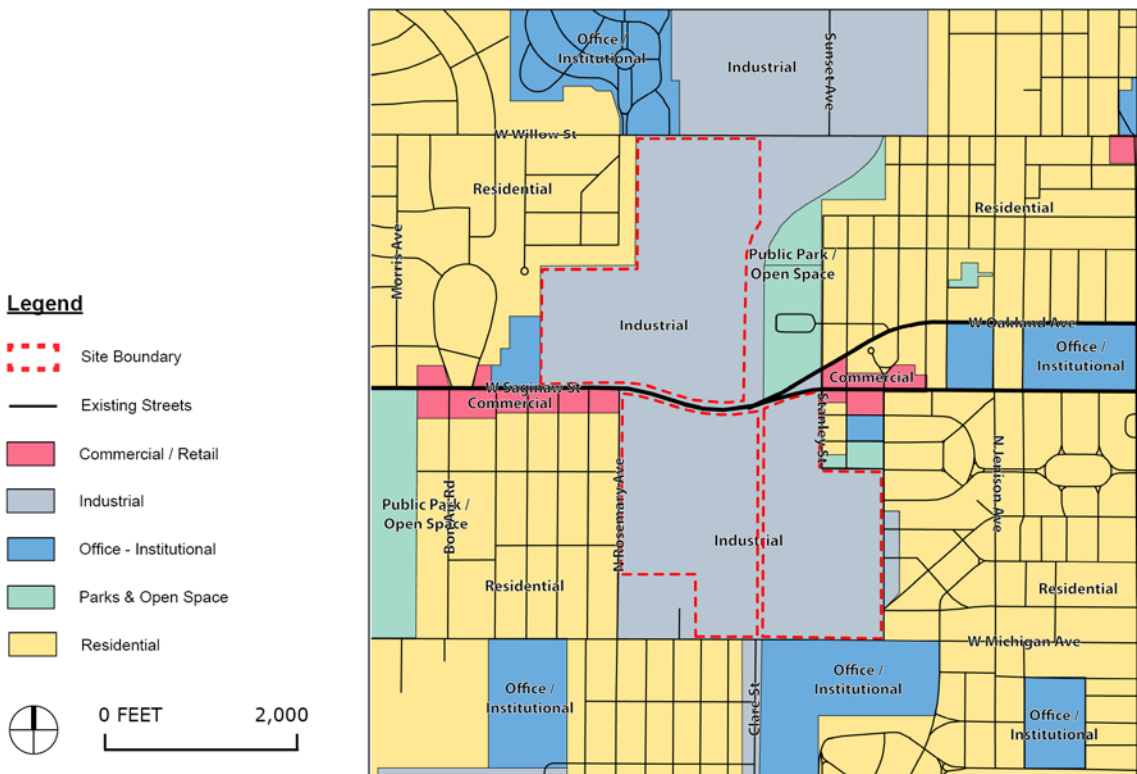 Office /
Institutional
Industrial
Sunset Ave
W Willow St
Residential
Residential
Morris Ave
Public Park /
Open Space
Legend
Site Boundary
Existing Streets
Commercial / Retail
Industrial
Office - Institutional
Parks & Open Space
Residential
0 FEET 2,000
Industrial
W Oakland Ave
Office /
Institutional
Commercial
W Saginaw St
Commercial
Stanley St
N Jenison Ave
Public Park /
Open Space
Bon Air Rd
N Rosemary Ave
Industrial
Residential
Residential
W Michigan Ave
Office /
Institutional
Clare St
Office /
Institutional
Office /
Institutional